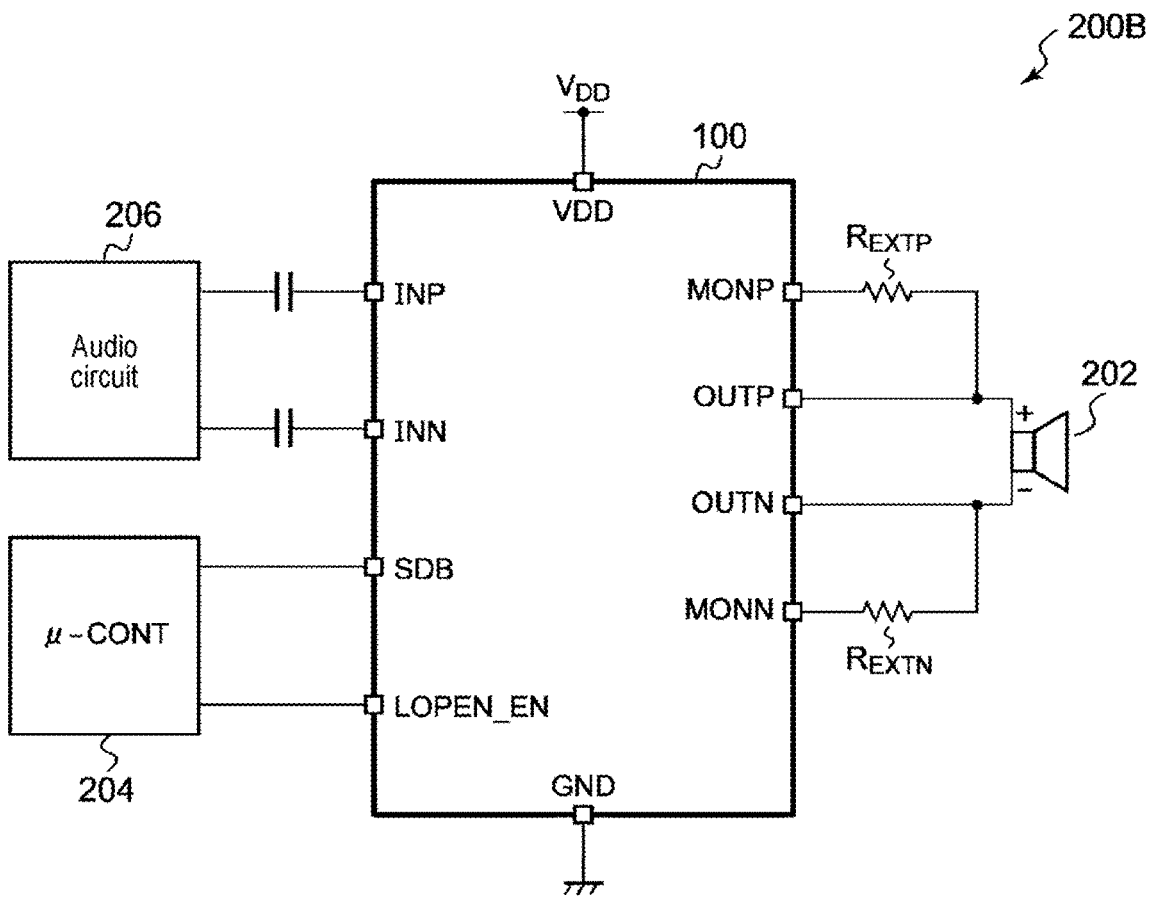 200B
VDD
100
VDD
206
Audio
circuit
INP
INN
MONP
REXTP
OUTP
202
+
−
OUTN
SDB
μ-CONT
MONN
REXTN
LOPEN_EN
204
GND